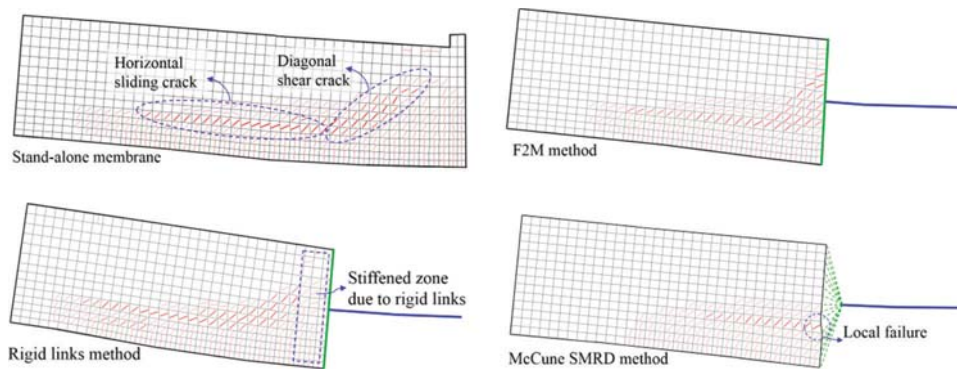 Horizontal
sliding crack
Diagonal
shear crack
Stand-alone membrane
F2M method
Stiffened zone
due to rigid links
Rigid links method
Local failure
McCune SMRD method